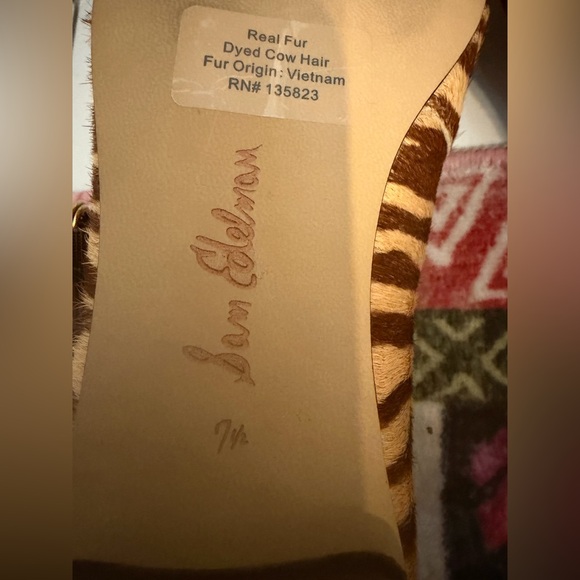 Real Fur
Dyed Cow Hair
Fur Origin: Vietnam
RN# 135823
Sam Edelman
7½